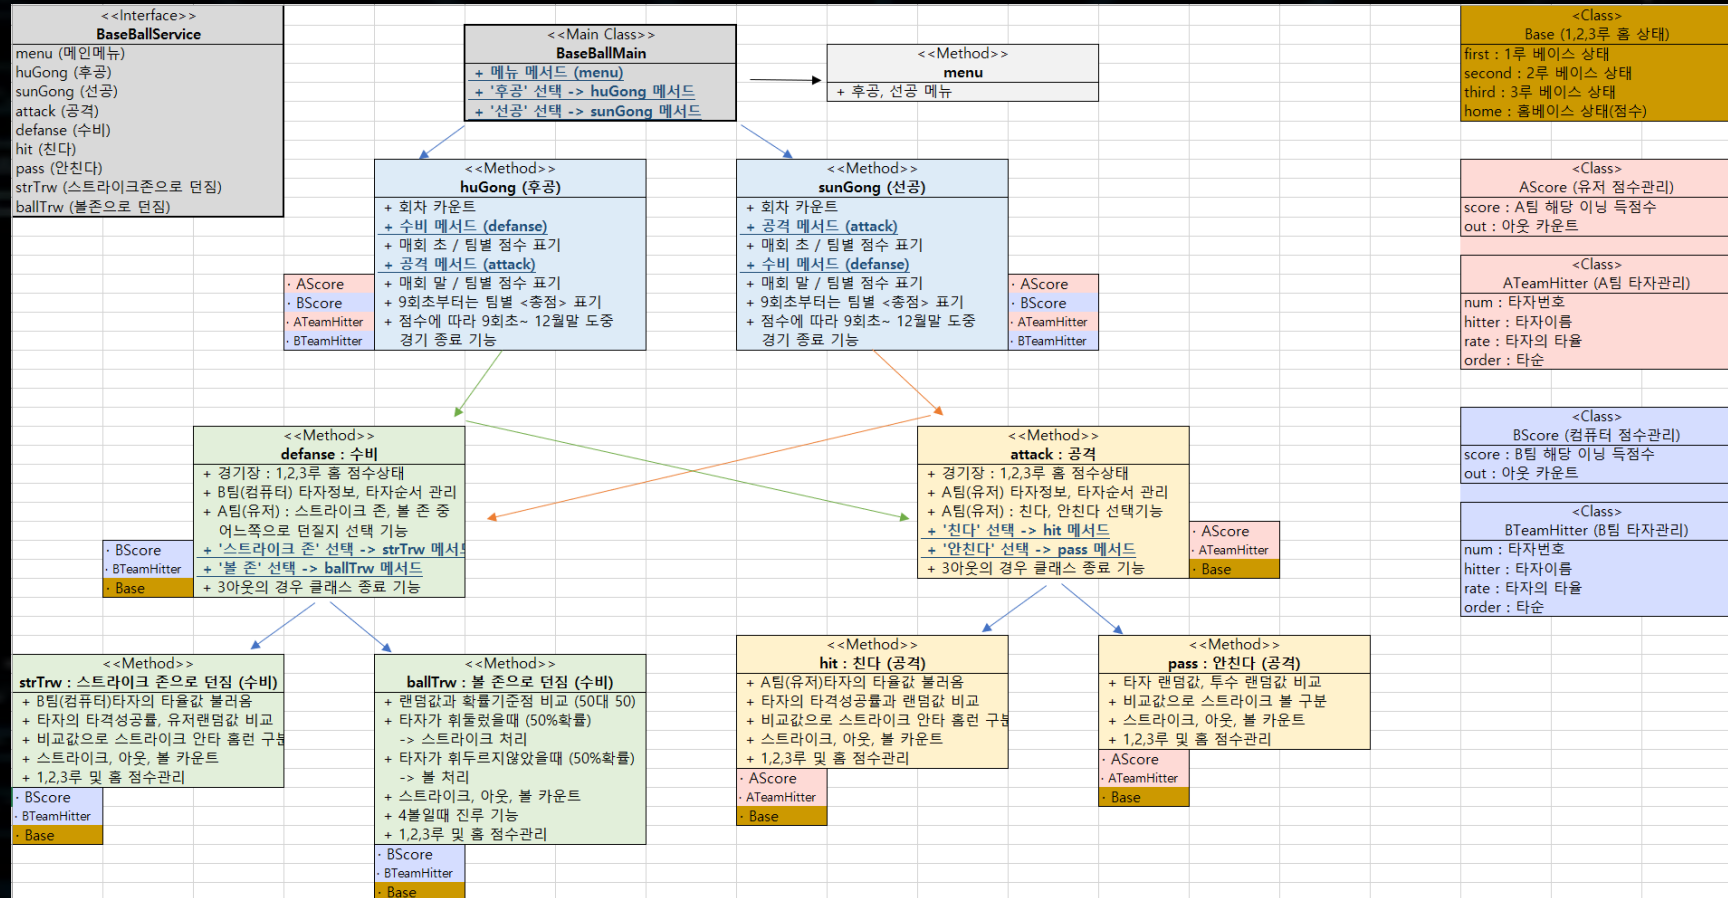 <<Interface>>
BaseBallService
menu (메인메뉴)
huGong (후공)
sunGong (선공)
attack (공격)
defanse (수비)
hit (친다)
pass (안친다)
strTrw (스트라이크존으로 던짐)
ballTrw (볼존으로 던짐)
<<Main Class>>
BaseBallMain
+ 메뉴 메서드 (menu)
+ '후공' 선택 -> huGong 메서드
+ '선공' 선택 -> sunGong 메서드
<<Method>>
menu
+ 후공, 선공 메뉴
<Class>
Base (1,2,3루 홈 상태)
first : 1루 베이스 상태
second : 2루 베이스 상태
third : 3루 베이스 상태
home : 홈베이스 상태(점수)
<<Method>>
huGong (후공)
+ 회차 카운트
+ 수비 메서드 (defanse)
+ 매회 초 / 팀별 점수 표기
+ 공격 메서드 (attack)
+ 매회 말 / 팀별 점수 표기
+ 9회초부터는 팀별 <총점> 표기
+ 점수에 따라 9회초~ 12월말 도중
경기 종료 기능
· AScore
· BScore
· ATeamHitter
· BTeamHitter
<<Method>>
sunGong (선공)
+ 회차 카운트
+ 공격 메서드 (attack)
+ 매회 초 / 팀별 점수 표기
+ 수비 메서드 (defanse)
+ 매회 말 / 팀별 점수 표기
+ 9회초부터는 팀별 <총점> 표기
+ 점수에 따라 9회초~ 12월말 도중
경기 종료 기능
· AScore
· BScore
· ATeamHitter
· BTeamHitter
<Class>
AScore (유저 점수관리)
score : A팀 해당 이닝 득점수
out : 아웃 카운트
<Class>
ATeamHitter (A팀 타자관리)
num : 타자번호
hitter : 타자이름
rate : 타자의 타율
order : 타순
<Class>
BScore (컴퓨터 점수관리)
score : B팀 해당 이닝 득점수
out : 아웃 카운트
<Class>
BTeamHitter (B팀 타자관리)
num : 타자번호
hitter : 타자이름
rate : 타자의 타율
order : 타순
<<Method>>
defanse : 수비
+ 경기장 : 1,2,3루 홈 점수상태
+ B팀(컴퓨터) 타자정보, 타자순서 관리
+ A팀(유저) : 스트라이크 존, 볼 존 중
어느쪽으로 던질지 선택 기능
+ '스트라이크 존' 선택 -> strTrw 메서드
+ '볼 존' 선택 -> ballTrw 메서드
+ 3아웃의 경우 클래스 종료 기능
· BScore
· BTeamHitter
· Base
<<Method>>
attack : 공격
+ 경기장 : 1,2,3루 홈 점수상태
+ A팀(유저) 타자정보, 타자순서 관리
+ A팀(유저) : 친다, 안친다 선택기능
+ '친다' 선택 -> hit 메서드
+ '안친다' 선택 -> pass 메서드
+ 3아웃의 경우 클래스 종료 기능
· AScore
· ATeamHitter
· Base
<<Method>>
strTrw : 스트라이크 존으로 던짐 (수비)
+ B팀(컴퓨터)타자의 타율값 불러옴
+ 타자의 타격성공률, 유저랜덤값 비교
+ 비교값으로 스트라이크 안타 홈런 구분
+ 스트라이크, 아웃, 볼 카운트
+ 1,2,3루 및 홈 점수관리
· BScore
· BTeamHitter
· Base
<<Method>>
ballTrw : 볼 존으로 던짐 (수비)
+ 랜덤값과 확률기준점 비교 (50대 50)
+ 타자가 휘둘렀을때 (50%확률)
-> 스트라이크 처리
+ 타자가 휘두르지않았을때 (50%확률)
-> 볼 처리
+ 스트라이크, 아웃, 볼 카운트
+ 4볼일때 진루 기능
+ 1,2,3루 및 홈 점수관리
· BScore
· BTeamHitter
· Base
<<Method>>
hit : 친다 (공격)
+ A팀(유저)타자의 타율값 불러옴
+ 타자의 타격성공률과 랜덤값 비교
+ 비교값으로 스트라이크 안타 홈런 구분
+ 스트라이크, 아웃, 볼 카운트
+ 1,2,3루 및 홈 점수관리
· AScore
· ATeamHitter
· Base
<<Method>>
pass : 안친다 (공격)
+ 타자 랜덤값, 투수 랜덤값 비교
+ 비교값으로 스트라이크 볼 구분
+ 스트라이크, 아웃, 볼 카운트
+ 1,2,3루 및 홈 점수관리
· AScore
· ATeamHitter
· Base